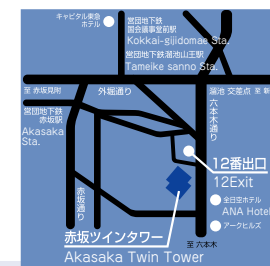 キャピタル東急
ホテル
営団地下鉄
国会議事堂前駅
Kokkai-gijidomae Sta.
営団地下鉄溜池山王駅
Tameike sanno Sta.
至 赤坂見附
外堀通り
溜池 交差点
至 新
営団地下鉄
赤坂駅
Akasaka
Sta.
六本木通り
12番出口
12Exit
赤坂通り
全日空ホテル
ANA Hotel
アークヒルズ
赤坂ツインタワー
至 六本木
Akasaka Twin Tower